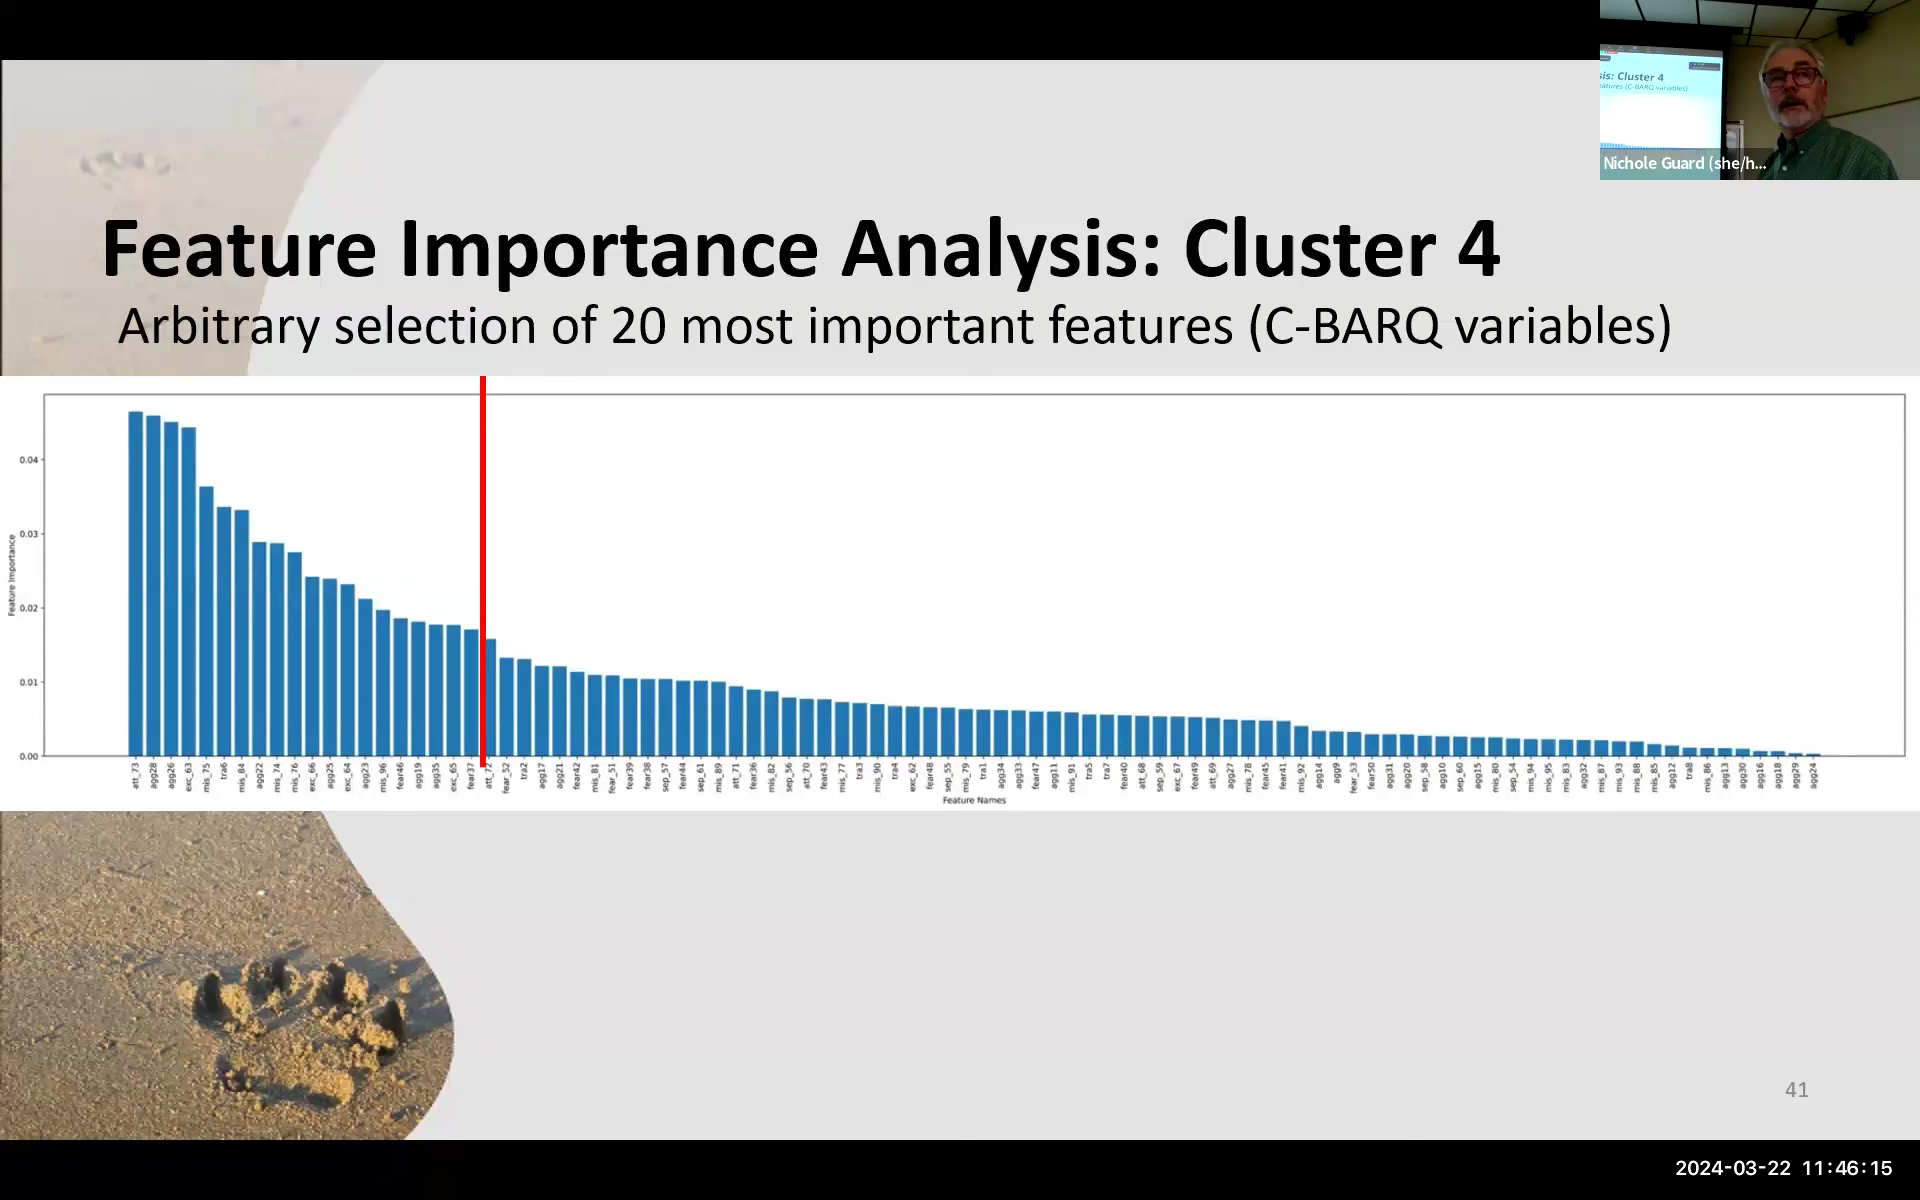 sis: Cluster 4
eatures (C-BARQ variables)
Nichole Guard (she/h...
Feature Importance Analysis: Cluster 4
Arbitrary selection of 20 most important features (C-BARQ variables)
Feature Importance
0.04
0.03
0.02
0.01
0.00
att_73 agg28 agg26 exc_63 mis_75 tra6 mis_84 agg22 mis_74 mis_76 exc_66 agg25 exc_64 agg23 mis_96 fear46 agg19 agg35 exc_65 fear37 att_72 fear_52 tra2 agg17 agg21 fear42 mis_81 fear_51 fear39 fear38 sep_57 fear44 sep_61 mis_89 att_71 fear36 mis_82 sep_56 att_70 fear43 mis_77 tra3 mis_90 tra4 exc_62 fear48 sep_55 mis_79 tra1 agg34 agg33 fear47 agg11 mis_91 tra5 tra7 fear40 att_68 sep_59 exc_67 fear49 att_69 agg27 mis_78 fear45 fear41 mis_92 agg14 agg9 fear_53 fear50 agg31 agg20 sep_58 agg10 sep_60 agg15 mis_80 sep_54 mis_94 mis_95 mis_83 agg32 mis_87 mis_93 mis_88 mis_85 agg12 tra8 mis_86 agg13 agg30 agg16 agg18 agg29 agg24
Feature Names
41
2024-03-22 11:46:15